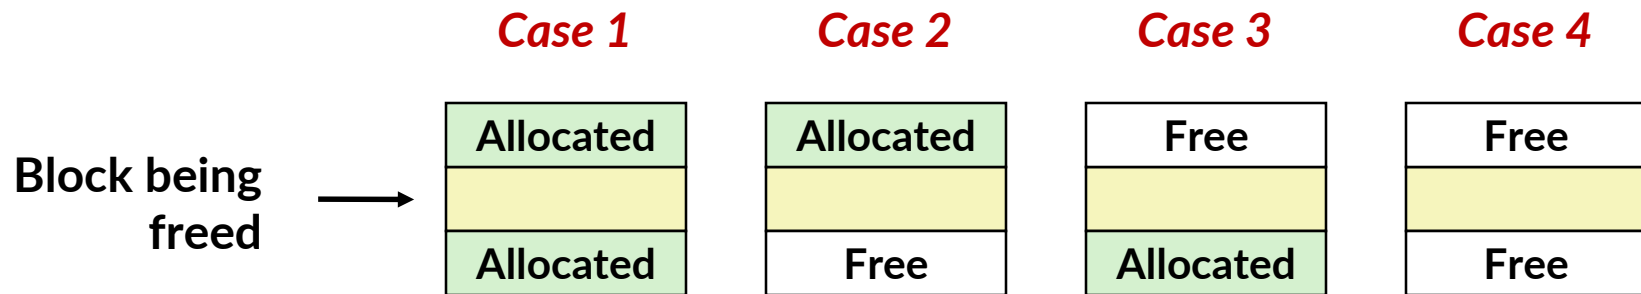 Case 1 Case 2 Case 3 Case 4
Allocated Allocated Free Free
Block being
freed
Allocated Free Allocated Free